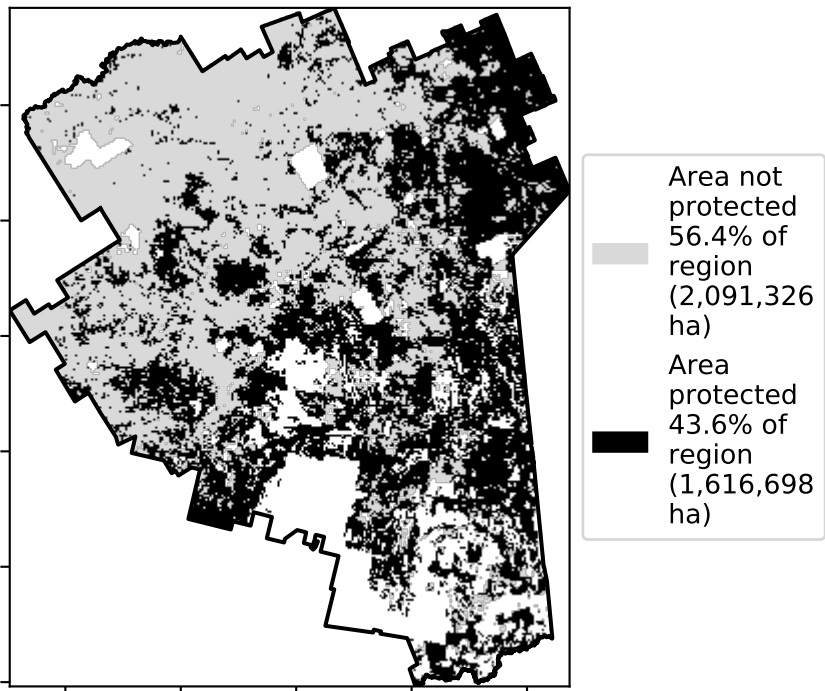 Area not
protected
56.4% of
region
(2,091,326
ha)
Area
protected
43.6% of
region
(1,616,698
ha)